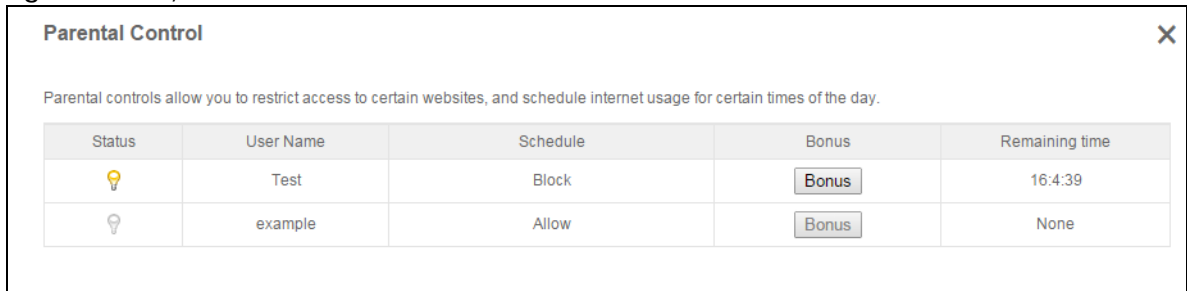 Parental Control
Parental controls allow you to restrict access to certain websites, and schedule internet usage for certain times of the day.
Status User Name Schedule Bonus Remaining time
Test Block Bonus 16:4:39
example Allow Bonus None